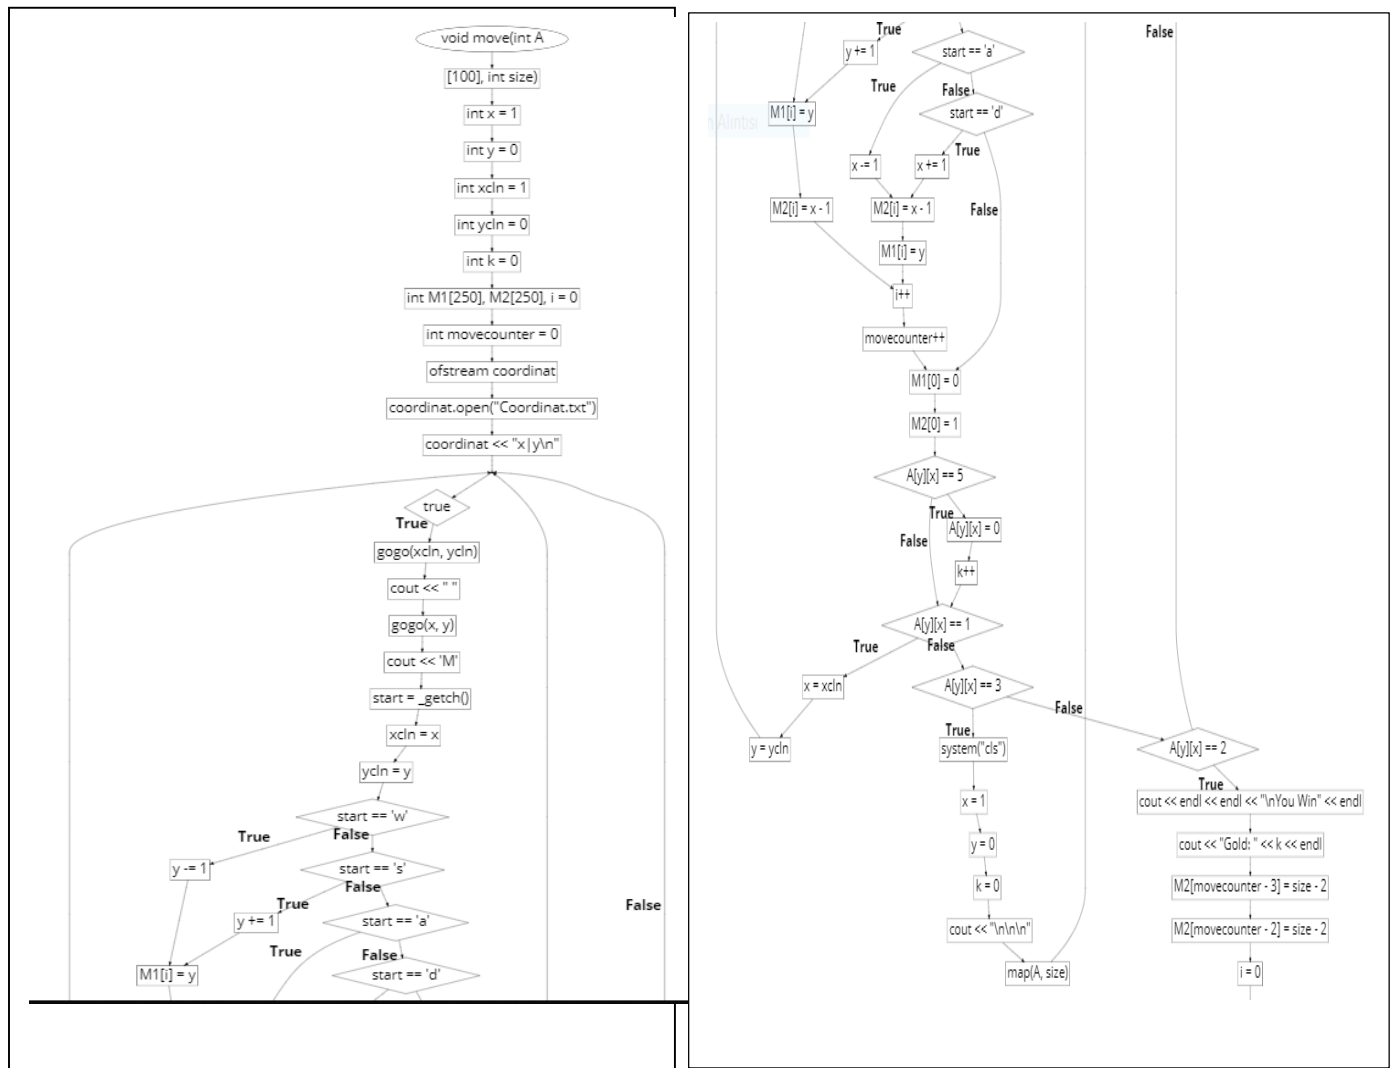 void move(int A
[100], int size)
int x = 1
int y = 0
int xcln = 1
int ycln = 0
int k = 0
int M1[250], M2[250], i = 0
int movecounter = 0
ofstream coordinat
coordinat.open("Coordinat.txt")
coordinat << "x|y\n"
true
True
gogo(xcln, ycln)
cout << " "
gogo(x, y)
cout << 'M'
start = _getch()
xcln = x
ycln = y
start == 'w'
True
False
y -= 1
start == 's'
False
True
False
y += 1
start == 'a'
True
False
M1[i] = y
start == 'd'
True
False
y += 1
start == 'a'
True
False
M1[i] = y
start == 'd'
True
x -= 1
x += 1
M2[i] = x - 1
M2[i] = x - 1
False
M1[i] = y
i++
movecounter++
M1[0] = 0
M2[0] = 1
A[y][x] == 5
True
A[y][x] = 0
False
k++
A[y][x] == 1
True
False
x = xcln
A[y][x] == 3
False
True
y = ycln
system("cls")
A[y][x] == 2
True
x = 1
cout << endl << endl << "\nYou Win" << endl
y = 0
cout << "Gold: " << k << endl
k = 0
M2[movecounter - 3] = size - 2
cout << "\n\n\n"
M2[movecounter - 2] = size - 2
map(A, size)
i = 0